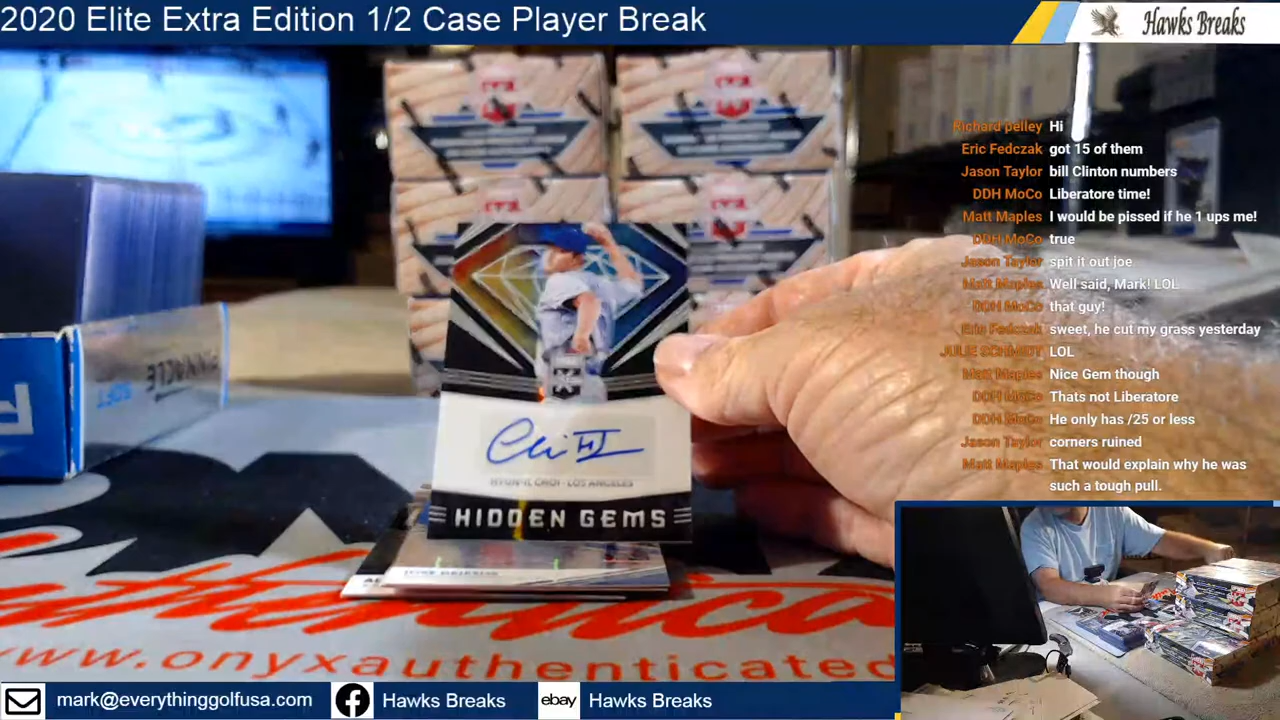 2020 Elite Extra Edition 1/2 Case Player Break
Hawks Breaks
Richard pelley Hi
Eric Fedczak got 15 of them
Jason Taylor bill Clinton numbers
DDH MoCo Liberatore time!
Matt Maples I would be pissed if he 1 ups me!
DDH MoCo true
Jason Taylor spit it out joe
Matt Maples Well said, Mark! LOL
DDH MoCo that guy!
Eric Fedczak sweet, he cut my grass yesterday
JULIE SCHMIDT LOL
Matt Maples Nice Gem though
DDH MoCo Thats not Liberatore
DDH MoCo He only has /25 or less
Jason Taylor corners ruined
Matt Maples That would explain why he was
such a tough pull.
HYUN-IL CHOI - LOS ANGELES
HIDDEN GEMS
PINNACLE
www.onyxauthenticated
mark@everythinggolfusa.com
Hawks Breaks
ebay
Hawks Breaks